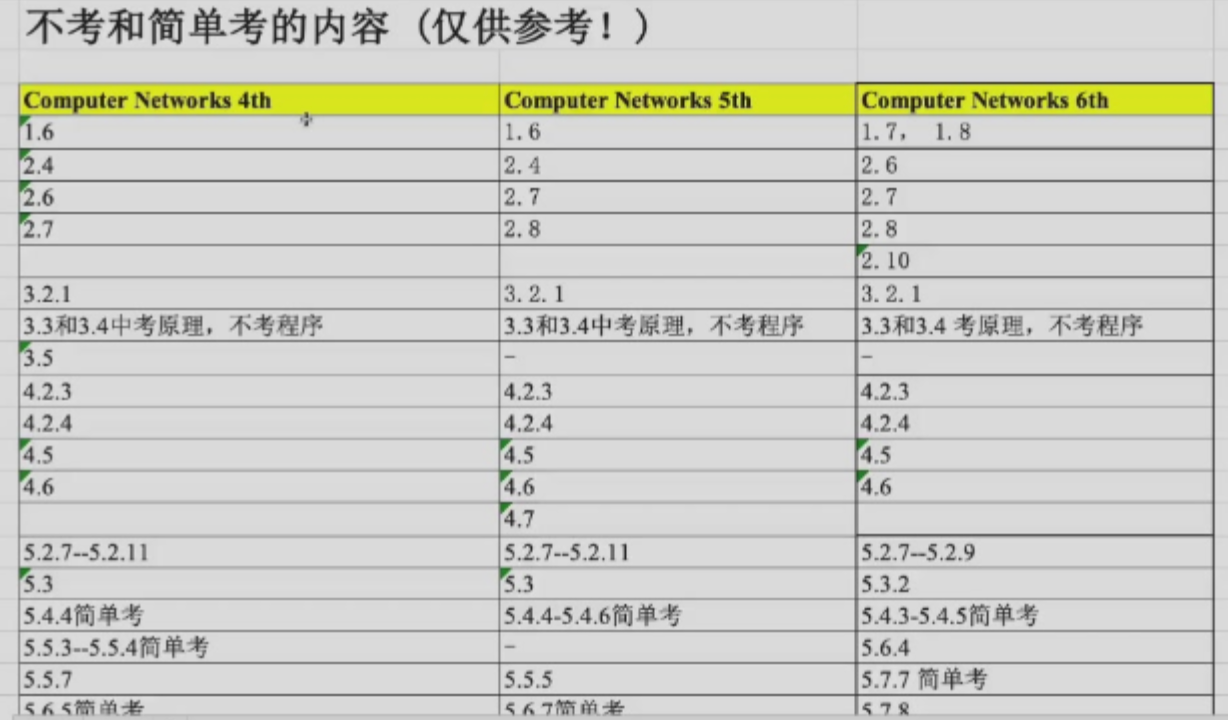 不考和简单考的内容（仅供参考！）
Computer Networks 4th Computer Networks 5th Computer Networks 6th
1.6 1.6 1.7， 1.8
2.4 2.4 2.6
2.6 2.7 2.7
2.7 2.8 2.8
2.10
3.2.1 3.2.1 3.2.1
3.3和3.4中考原理，不考程序 3.3和3.4中考原理，不考程序 3.3和3.4 考原理，不考程序
3.5 – –
4.2.3 4.2.3 4.2.3
4.2.4 4.2.4 4.2.4
4.5 4.5 4.5
4.6 4.6 4.6
4.7
5.2.7--5.2.11 5.2.7--5.2.11 5.2.7--5.2.9
5.3 5.3 5.3.2
5.4.4简单考 5.4.4-5.4.6简单考 5.4.3-5.4.5简单考
5.5.3--5.5.4简单考 – 5.6.4
5.5.7 5.5.5 5.7.7 简单考
5.6.5简单考 5.6.7简单考 5.7.8